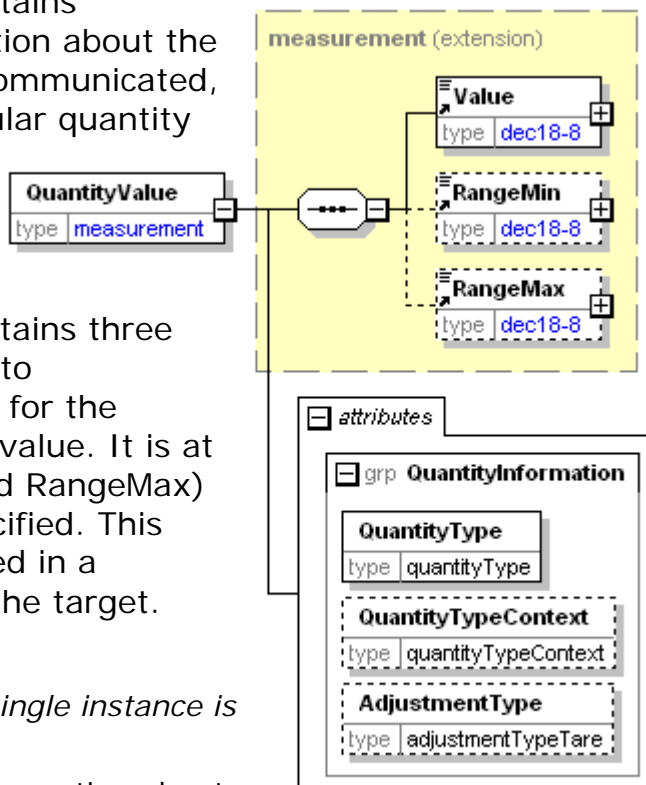 tains
tion about the
ommunicated,
ular quantity
measurement (extension)
Value
type dec18-8
QuantityValue
type measurement
RangeMin
type dec18-8
RangeMax
type dec18-8
tains three
to
for the
value. It is at
d RangeMax)
cified. This
ed in a
he target.
attributes
grp QuantityInformation
QuantityType
type quantityType
QuantityTypeContext
type quantityTypeContext
AdjustmentType
type adjustmentTypeTare
single instance is